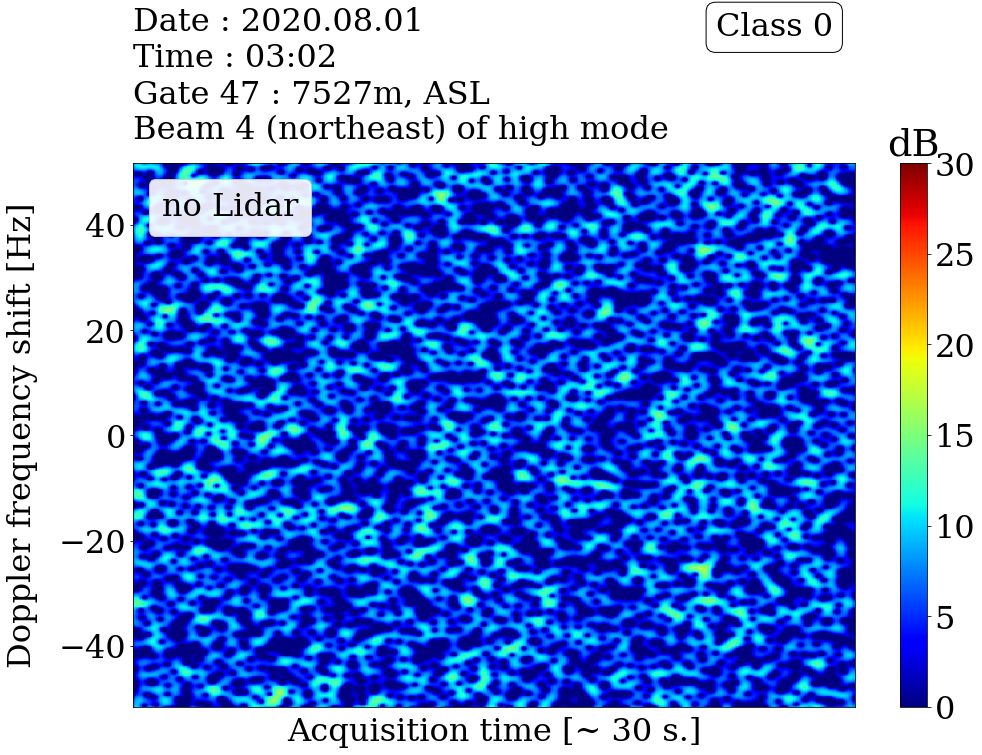 Date : 2020.08.01
Time : 03:02
Gate 47 : 7527m, ASL
Beam 4 (northeast) of high mode
Class 0
dB
no Lidar
Doppler frequency shift [Hz]
40
20
0
−20
−40
Acquisition time [~ 30 s.]
30
25
20
15
10
5
0